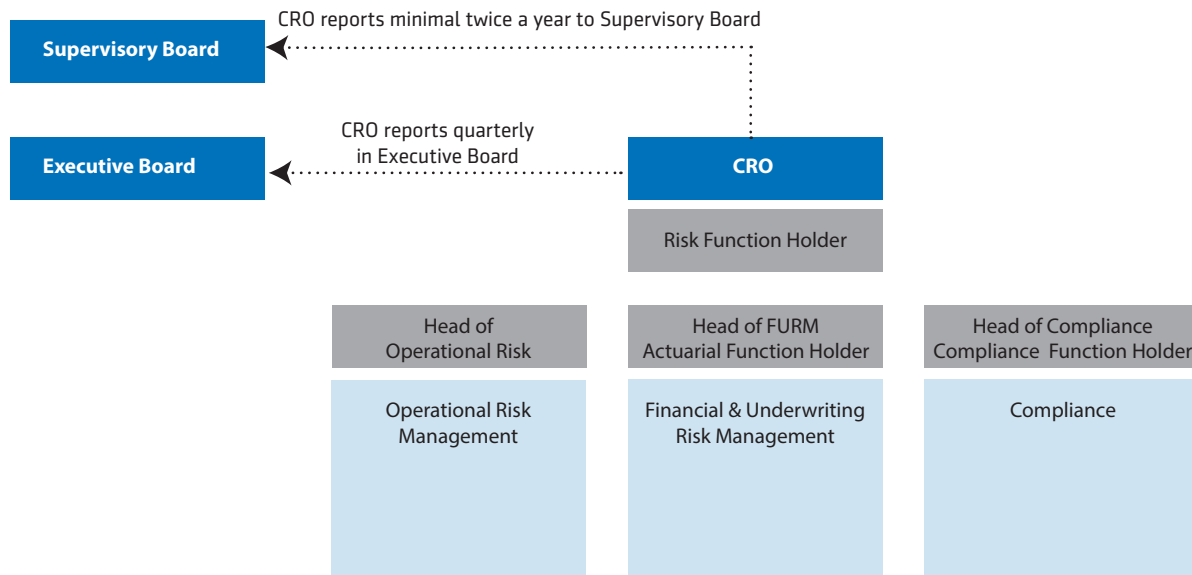 CRO reports minimal twice a year to Supervisory Board
Supervisory Board
CRO reports quarterly
in Executive Board
Executive Board
CRO
Risk Function Holder
Head of
Operational Risk
Head of FURM
Actuarial Function Holder
Head of Compliance
Compliance Function Holder
Operational Risk
Management
Financial & Underwriting
Risk Management
Compliance